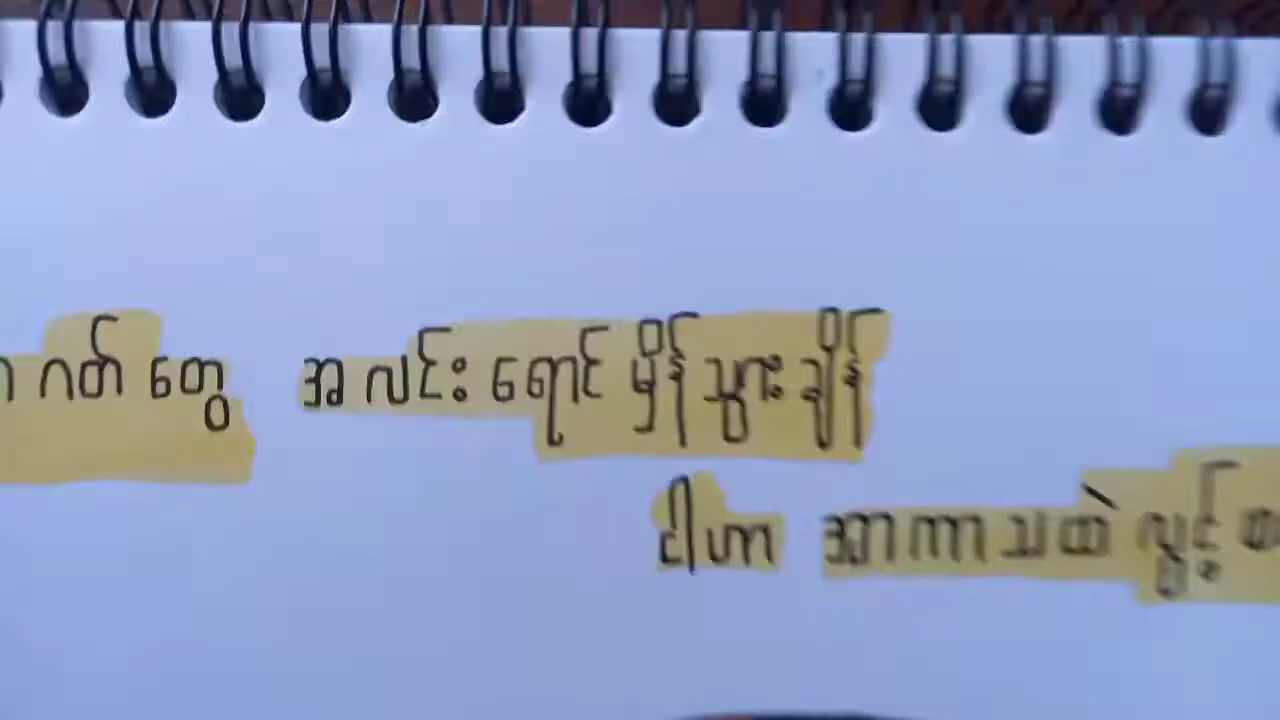 ဂတ် တွေ အလင်းရောင် မှိန် သွားချိန်
ငါဟာ အာကာသထဲ လွင့်